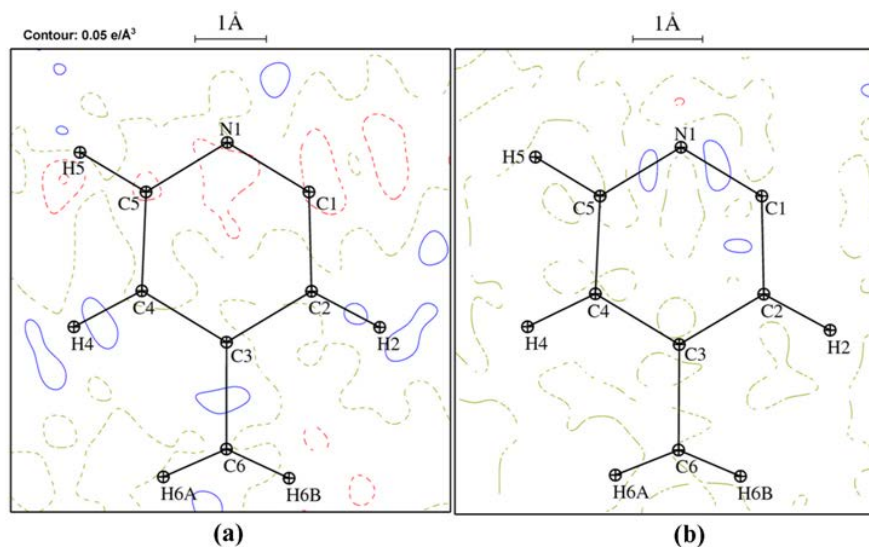 Contour: 0.05 e/Å³
1Å
1Å
N1
H5
C5
C1
C4
C2
H4
H2
C3
C6
H6A
H6B
N1
H5
C5
C1
C4
C2
H4
H2
C3
C6
H6A
H6B
(a)
(b)